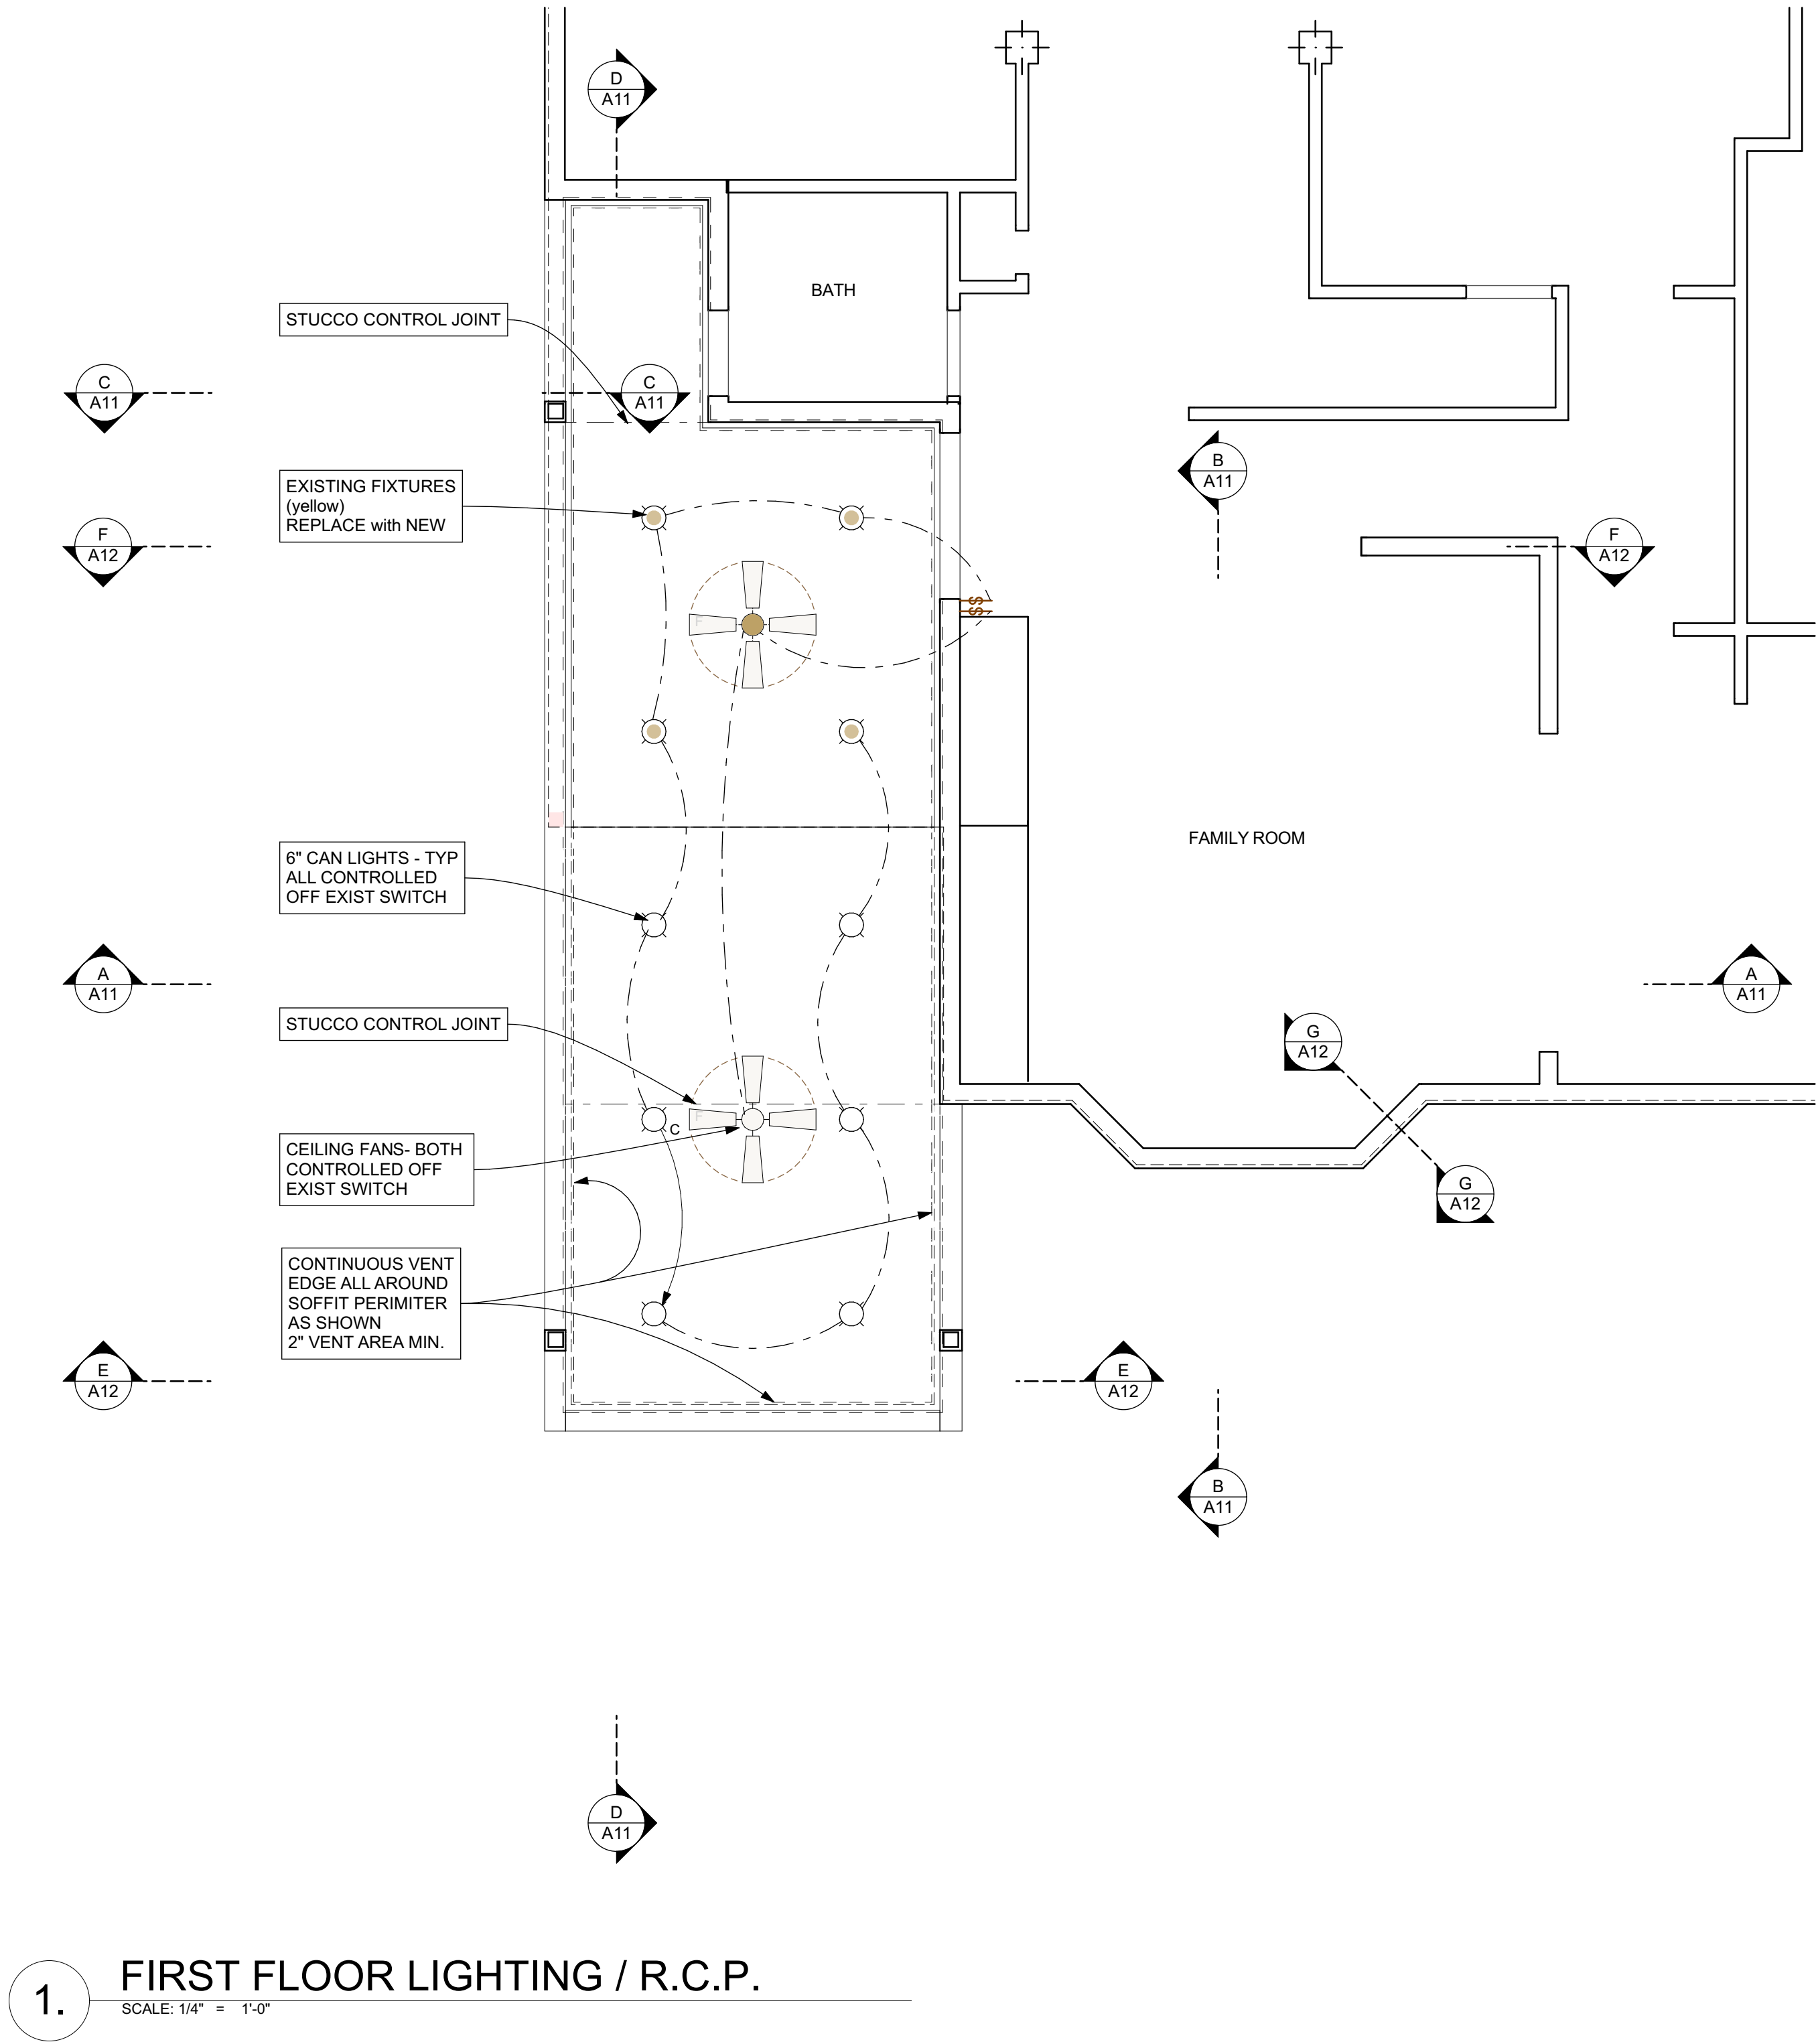 D
A11
BATH
STUCCO CONTROL JOINT
C
A11
C
A11
B
A11
EXISTING FIXTURES
(yellow)
REPLACE with NEW
F
A12
F
A12
F
$
$
6" CAN LIGHTS - TYP
ALL CONTROLLED
OFF EXIST SWITCH
FAMILY ROOM
A
A11
A
A11
STUCCO CONTROL JOINT
G
A12
F
C
CEILING FANS- BOTH
CONTROLLED OFF
EXIST SWITCH
G
A12
CONTINUOUS VENT
EDGE ALL AROUND
SOFFIT PERIMITER
AS SHOWN
2" VENT AREA MIN.
E
A12
E
A12
B
A11
D
A11
1.
FIRST FLOOR LIGHTING / R.C.P.
SCALE: 1/4" = 1'-0"